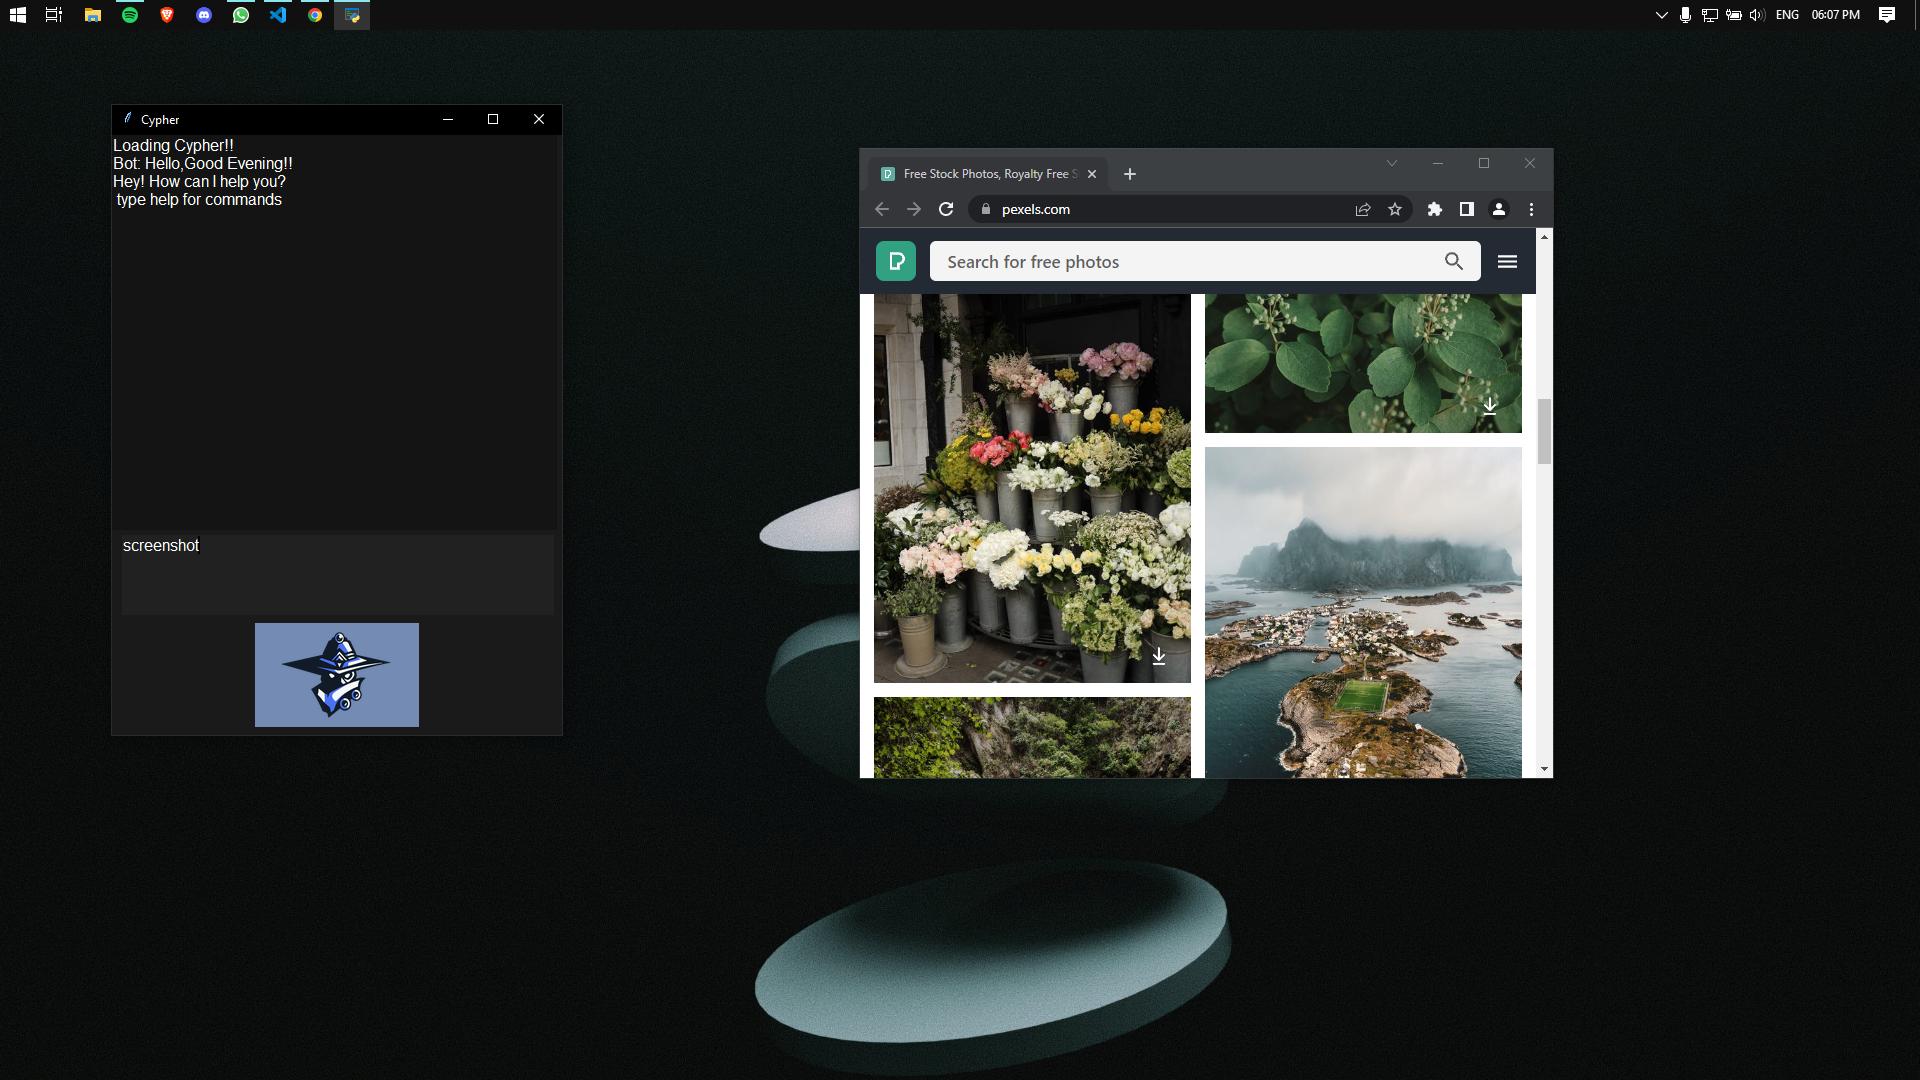 ENG
06:07 PM
Cypher
Loading Cypher!!
Bot: Hello,Good Evening!!
Hey! How can I help you?
type help for commands
screenshot
Free Stock Photos, Royalty Free S
pexels.com
Search for free photos